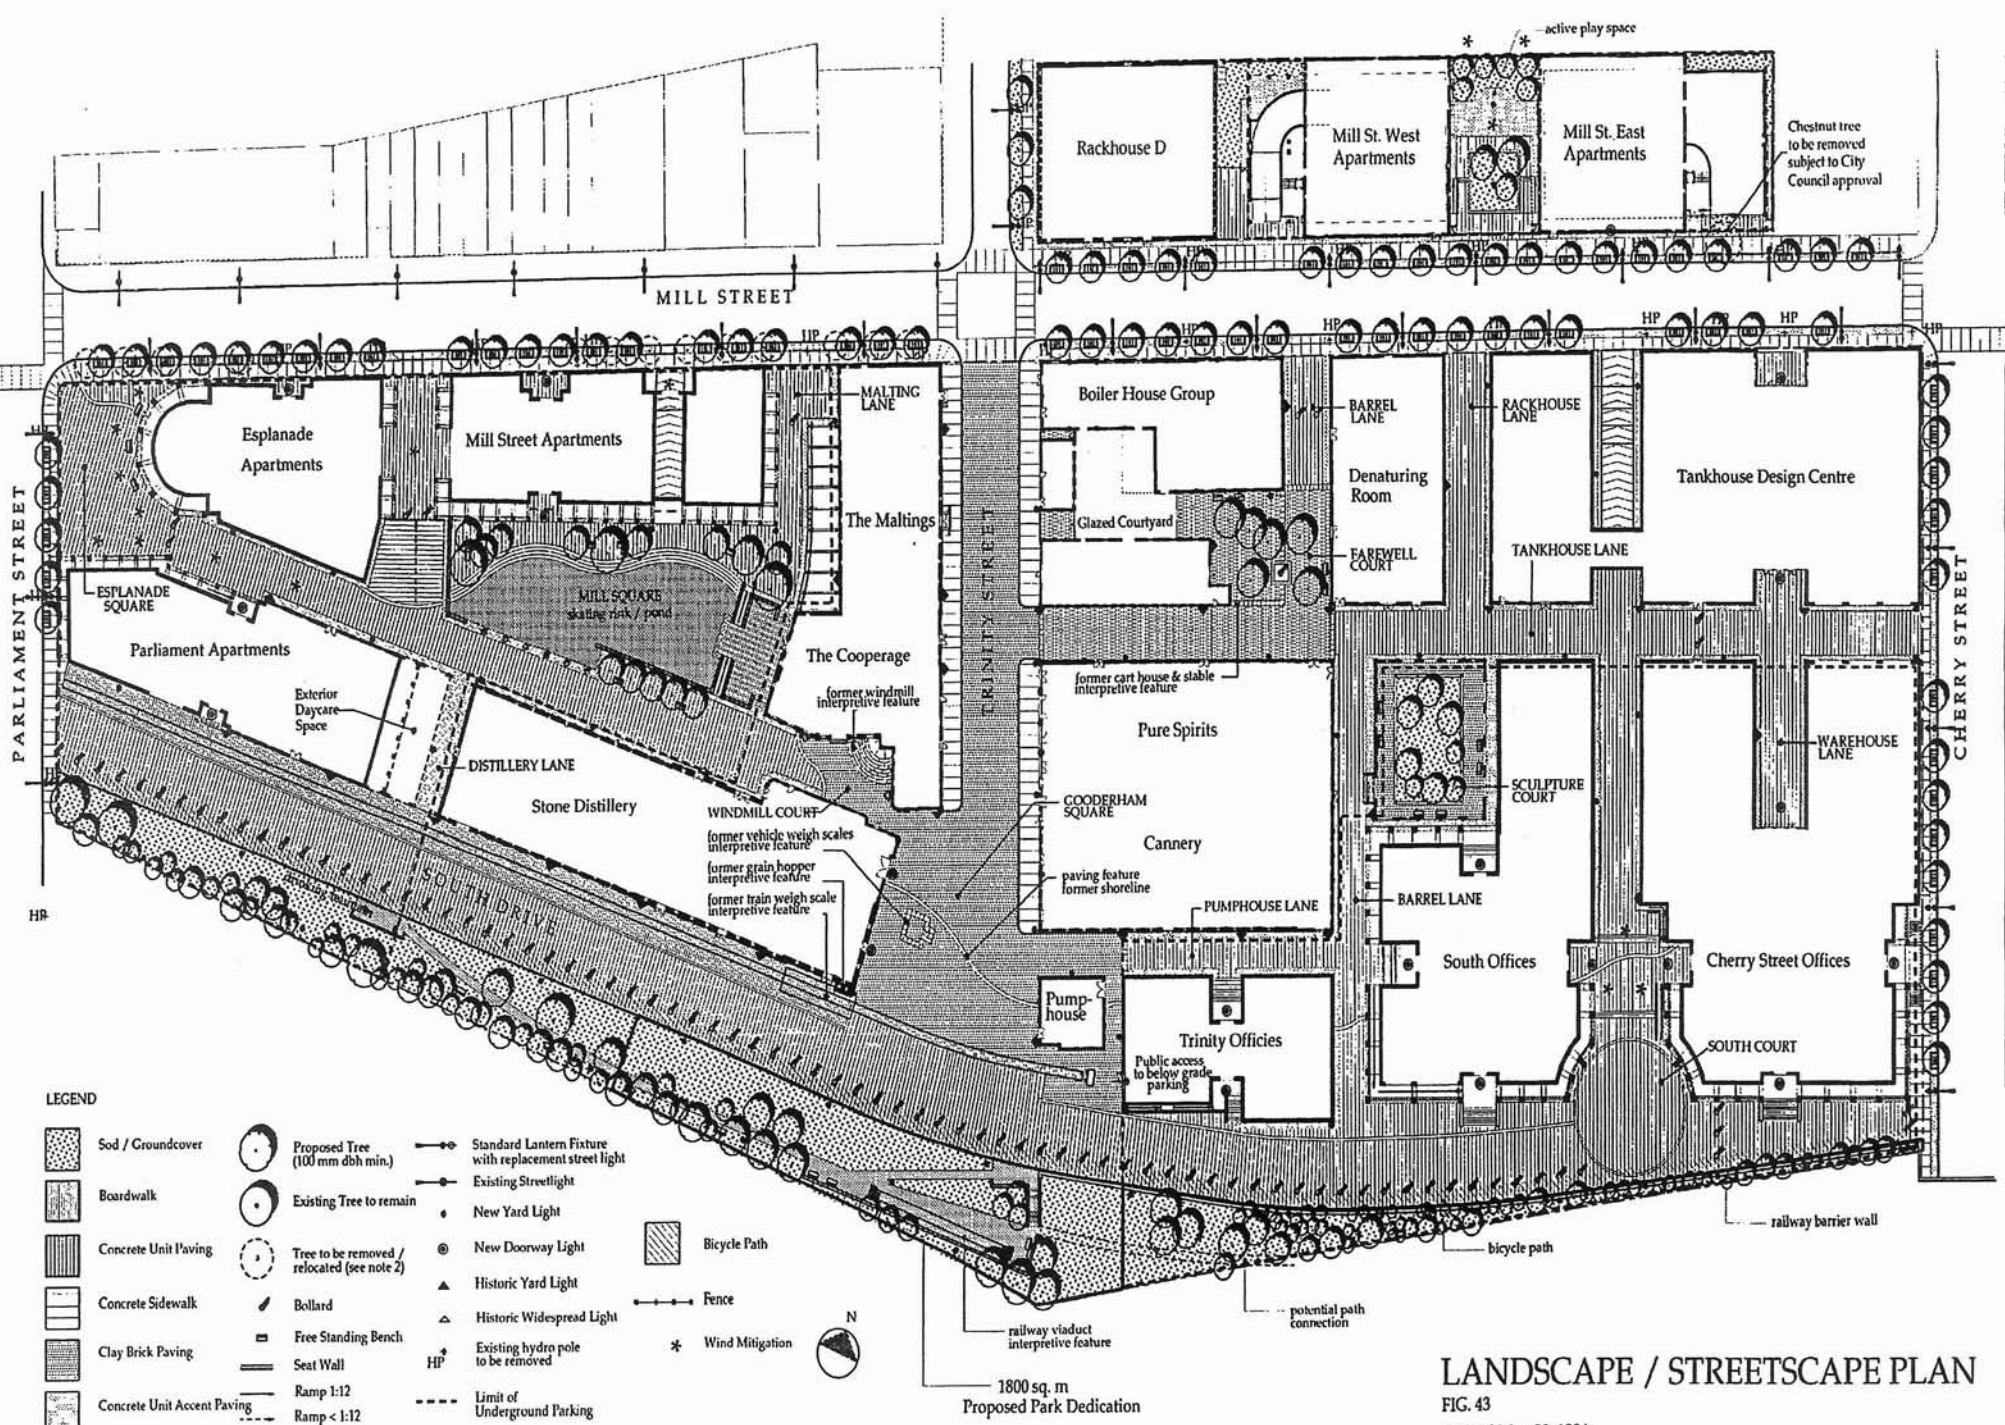 active play space
Rackhouse D
Mill St. West
Apartments
Mill St. East
Apartments
Chestnut tree
to be removed
subject to City
Council approval
MILL STREET
HP
HP
HP
HP
HP
Esplanade
Apartments
Mill Street Apartments
MALTING
LANE
The Maltings
Boiler House Group
BARREL
LANE
Denaturing
Room
RACKHOUSE
LANE
Tankhouse Design Centre
Glazed Courtyard
FAREWELL
COURT
TANKHOUSE LANE
PARLIAMENT STREET
ESPLANADE
SQUARE
MILL SQUARE
skating rink / pond
TRINITY STREET
CHERRY STREET
Parliament Apartments
Exterior
Daycare
Space
The Cooperage
former windmill
interpretive feature
former cart house & stable
interpretive feature
Pure Spirits
DISTILLERY LANE
Stone Distillery
WINDMILL COURT
former vehicle weigh scales
interpretive feature
former grain hopper
interpretive feature
former train weigh scale
interpretive feature
GOODERHAM
SQUARE
Cannery
paving feature
former shoreline
SCULPTURE
COURT
WAREHOUSE
LANE
BARREL LANE
PUMPHOUSE LANE
SOUTH DRIVE
HP
South Offices
Cherry Street Offices
Pump-
house
Trinity Officies
Public access
to below grade
parking
SOUTH COURT
railway barrier wall
bicycle path
potential path
connection
railway viaduct
interpretive feature
1800 sq. m
Proposed Park Dedication
LEGEND
Sod / Groundcover
Boardwalk
Concrete Unit Paving
Concrete Sidewalk
Clay Brick Paving
Concrete Unit Accent Paving
Proposed Tree
(100 mm dbh min.)
Existing Tree to remain
Tree to be removed /
relocated (see note 2)
Bollard
Free Standing Bench
Seat Wall
Ramp 1:12
Ramp < 1:12
Standard Lantern Fixture
with replacement street light
Existing Streetlight
New Yard Light
New Doorway Light
Historic Yard Light
Historic Widespread Light
HP
Existing hydro pole
to be removed
Limit of
Underground Parking
Bicycle Path
Fence
Wind Mitigation
N
LANDSCAPE / STREETSCAPE PLAN
FIG. 43